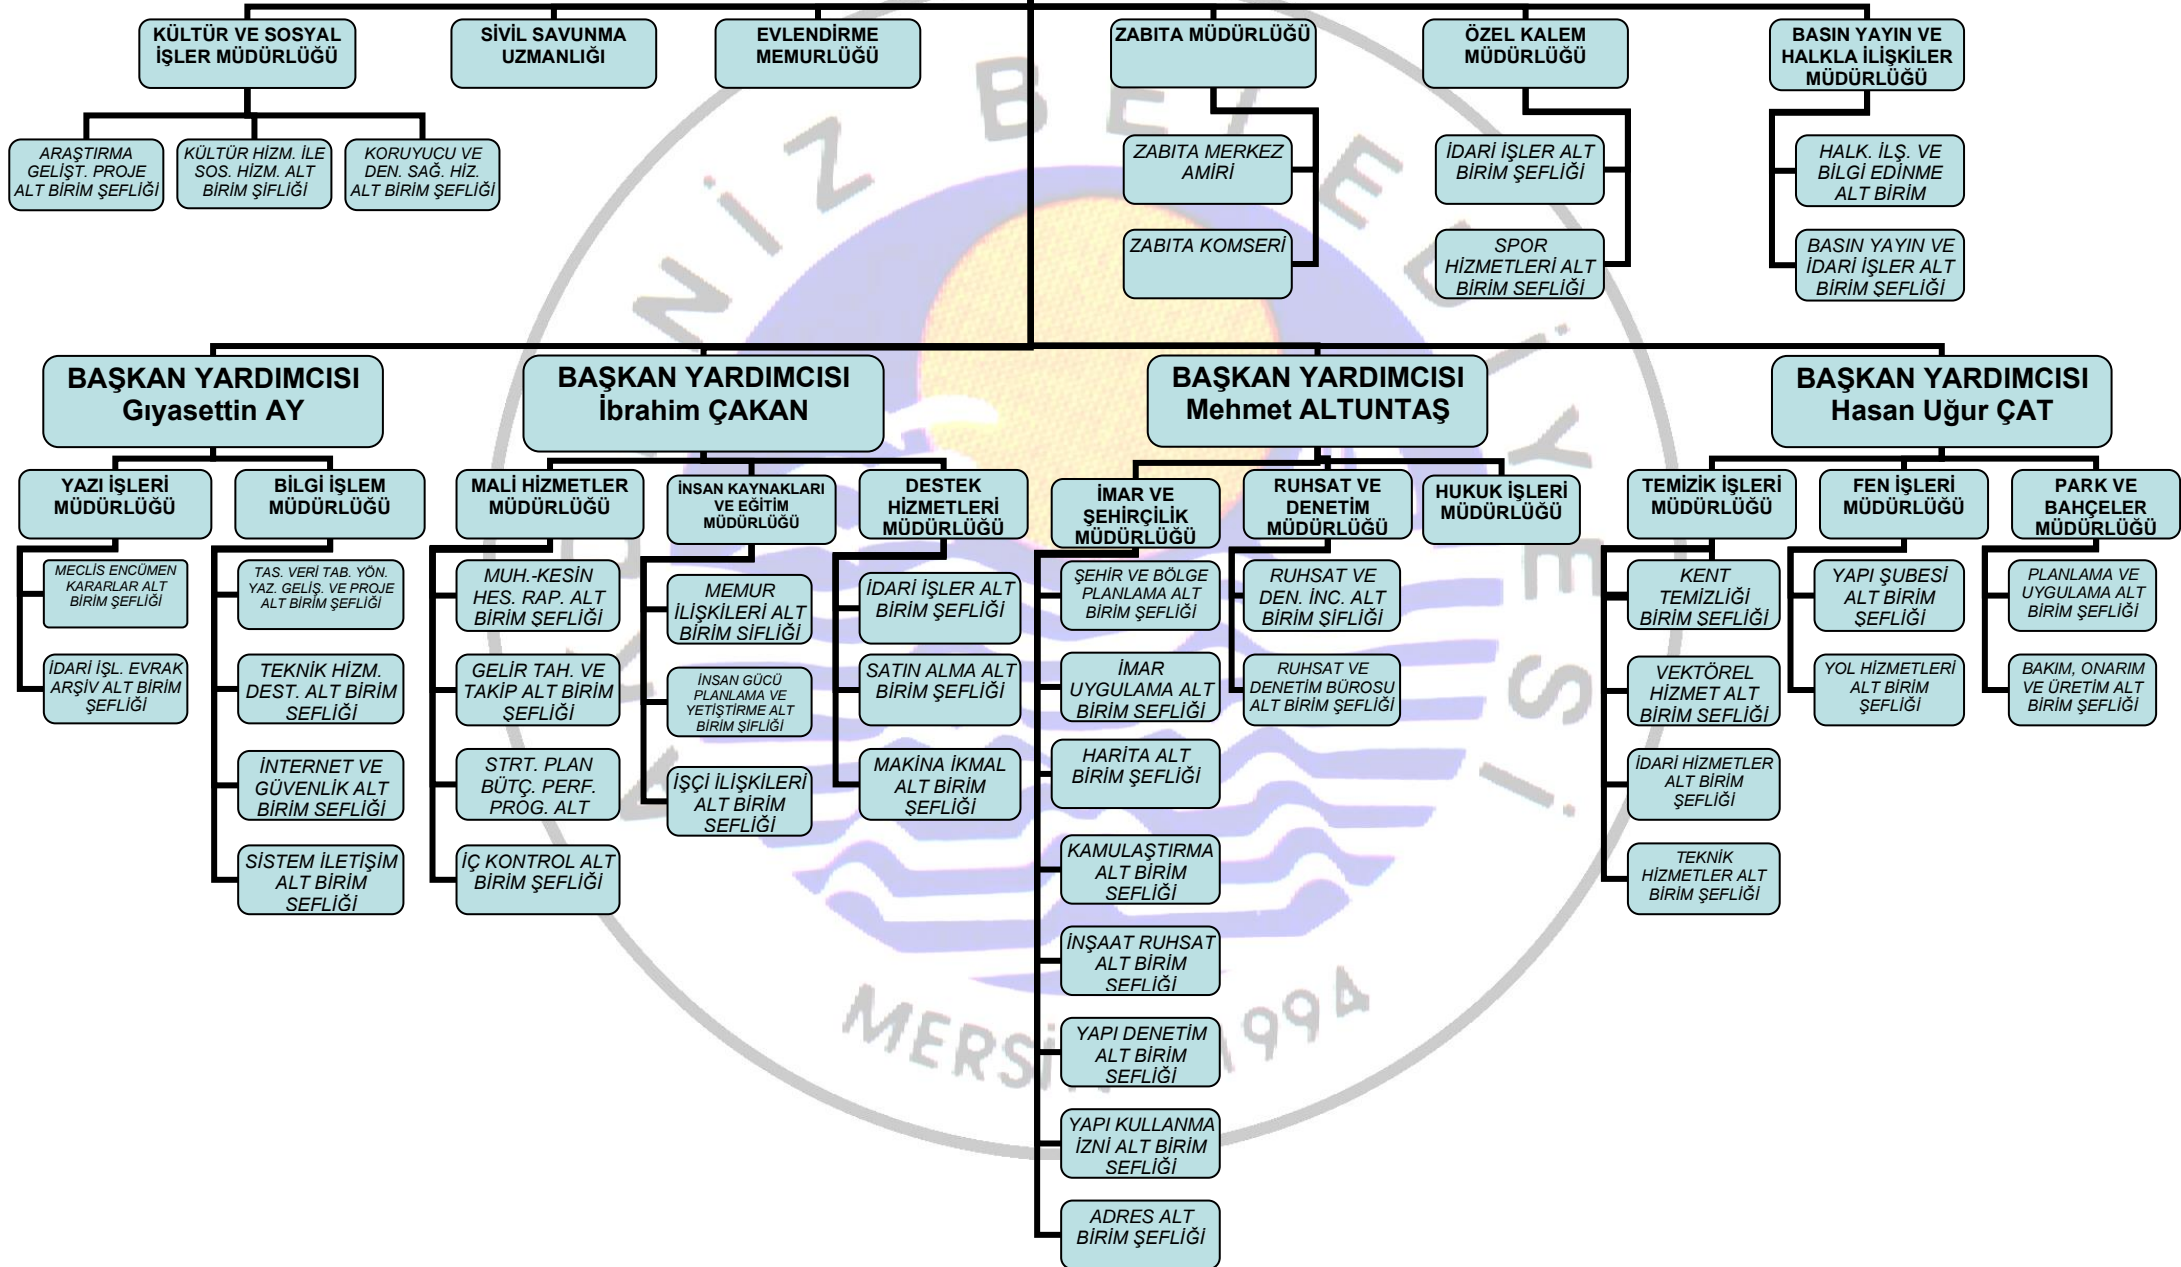 KÜLTÜR VE SOSYAL
İŞLER MÜDÜRLÜĞÜ
SİVİL SAVUNMA
UZMANLIĞI
EVLENDİRME
MEMURLUĞU
ZABITA MÜDÜRLÜĞÜ
ÖZEL KALEM
MÜDÜRLÜĞÜ
BASIN YAYIN VE
HALKLA İLİŞKİLER
MÜDÜRLÜĞÜ
ARAŞTIRMA
GELİŞT. PROJE
ALT BİRİM ŞEFLİĞİ
KÜLTÜR HİZM. İLE
SOS. HİZM. ALT
BİRİM ŞİFLİĞİ
KORUYUCU VE
DEN. SAĞ. HİZ.
ALT BİRİM ŞEFLİĞİ
ZABITA MERKEZ
AMİRİ
ZABITA KOMSERİ
İDARİ İŞLER ALT
BİRİM ŞEFLİĞİ
SPOR
HİZMETLERİ ALT
BİRİM SEFLİĞİ
HALK. İLŞ. VE
BİLGİ EDİNME
ALT BİRİM
BASIN YAYIN VE
İDARİ İŞLER ALT
BİRİM ŞEFLİĞİ
BAŞKAN YARDIMCISI
Gıyasettin AY
BAŞKAN YARDIMCISI
İbrahim ÇAKAN
BAŞKAN YARDIMCISI
Mehmet ALTUNTAŞ
BAŞKAN YARDIMCISI
Hasan Uğur ÇAT
YAZI İŞLERİ
MÜDÜRLÜĞÜ
BİLGİ İŞLEM
MÜDÜRLÜĞÜ
MALİ HİZMETLER
MÜDÜRLÜĞÜ
İNSAN KAYNAKLARI
VE EĞİTİM
MÜDÜRLÜĞÜ
DESTEK
HİZMETLERİ
MÜDÜRLÜĞÜ
İMAR VE
ŞEHİRÇİLİK
MÜDÜRLÜĞÜ
RUHSAT VE
DENETİM
MÜDÜRLÜĞÜ
HUKUK İŞLERİ
MÜDÜRLÜĞÜ
TEMİZİK İŞLERİ
MÜDÜRLÜĞÜ
FEN İŞLERİ
MÜDÜRLÜĞÜ
PARK VE
BAHÇELER
MÜDÜRLÜĞÜ
MECLİS ENCÜMEN
KARARLAR ALT
BİRİM ŞEFLİĞİ
İDARİ İŞL. EVRAK
ARŞİV ALT BİRİM
ŞEFLİĞİ
TAS. VERİ TAB. YÖN.
YAZ. GELİŞ. VE PROJE
ALT BİRİM ŞEFLİĞİ
TEKNİK HİZM.
DEST. ALT BİRİM
SEFLİĞİ
İNTERNET VE
GÜVENLİK ALT
BİRİM SEFLİĞİ
SİSTEM İLETİŞİM
ALT BİRİM
SEFLİĞİ
MUH.-KESİN
HES. RAP. ALT
BİRİM ŞEFLİĞİ
GELİR TAH. VE
TAKİP ALT BİRİM
ŞEFLİĞİ
STRT. PLAN
BÜTÇ. PERF.
PROG. ALT
İÇ KONTROL ALT
BİRİM ŞEFLİĞİ
MEMUR
İLİŞKİLERİ ALT
BİRİM SİFLİĞİ
İNSAN GÜCÜ
PLANLAMA VE
YETİŞTİRME ALT
BİRİM ŞİFLİĞİ
İŞÇİ İLİŞKİLERİ
ALT BİRİM
SEFLİĞİ
İDARİ İŞLER ALT
BİRİM ŞEFLİĞİ
SATIN ALMA ALT
BİRİM ŞEFLİĞİ
MAKİNA İKMAL
ALT BİRİM
ŞEFLİĞİ
ŞEHİR VE BÖLGE
PLANLAMA ALT
BİRİM ŞEFLİĞİ
İMAR
UYGULAMA ALT
BİRİM SEFLİĞİ
HARİTA ALT
BİRİM ŞEFLİĞİ
KAMULAŞTIRMA
ALT BİRİM
SEFLİĞİ
İNŞAAT RUHSAT
ALT BİRİM
SEFLİĞİ
YAPI DENETİM
ALT BİRİM
SEFLİĞİ
YAPI KULLANMA
İZNİ ALT BİRİM
SEFLİĞİ
ADRES ALT
BİRİM ŞEFLİĞİ
RUHSAT VE
DEN. İNC. ALT
BİRİM ŞİFLİĞİ
RUHSAT VE
DENETİM BÜROSU
ALT BİRİM ŞEFLİĞİ
KENT
TEMİZLİĞİ
BİRİM SEFLİĞİ
VEKTÖREL
HİZMET ALT
BİRİM SEFLİĞİ
İDARİ HİZMETLER
ALT BİRİM
ŞEFLİĞİ
TEKNİK
HİZMETLER ALT
BİRİM ŞEFLİĞİ
YAPI ŞUBESİ
ALT BİRİM
ŞEFLİĞİ
YOL HİZMETLERİ
ALT BİRİM
ŞEFLİĞİ
PLANLAMA VE
UYGULAMA ALT
BİRİM ŞEFLİĞİ
BAKIM, ONARIM
VE ÜRETİM ALT
BİRİM ŞEFLİĞİ